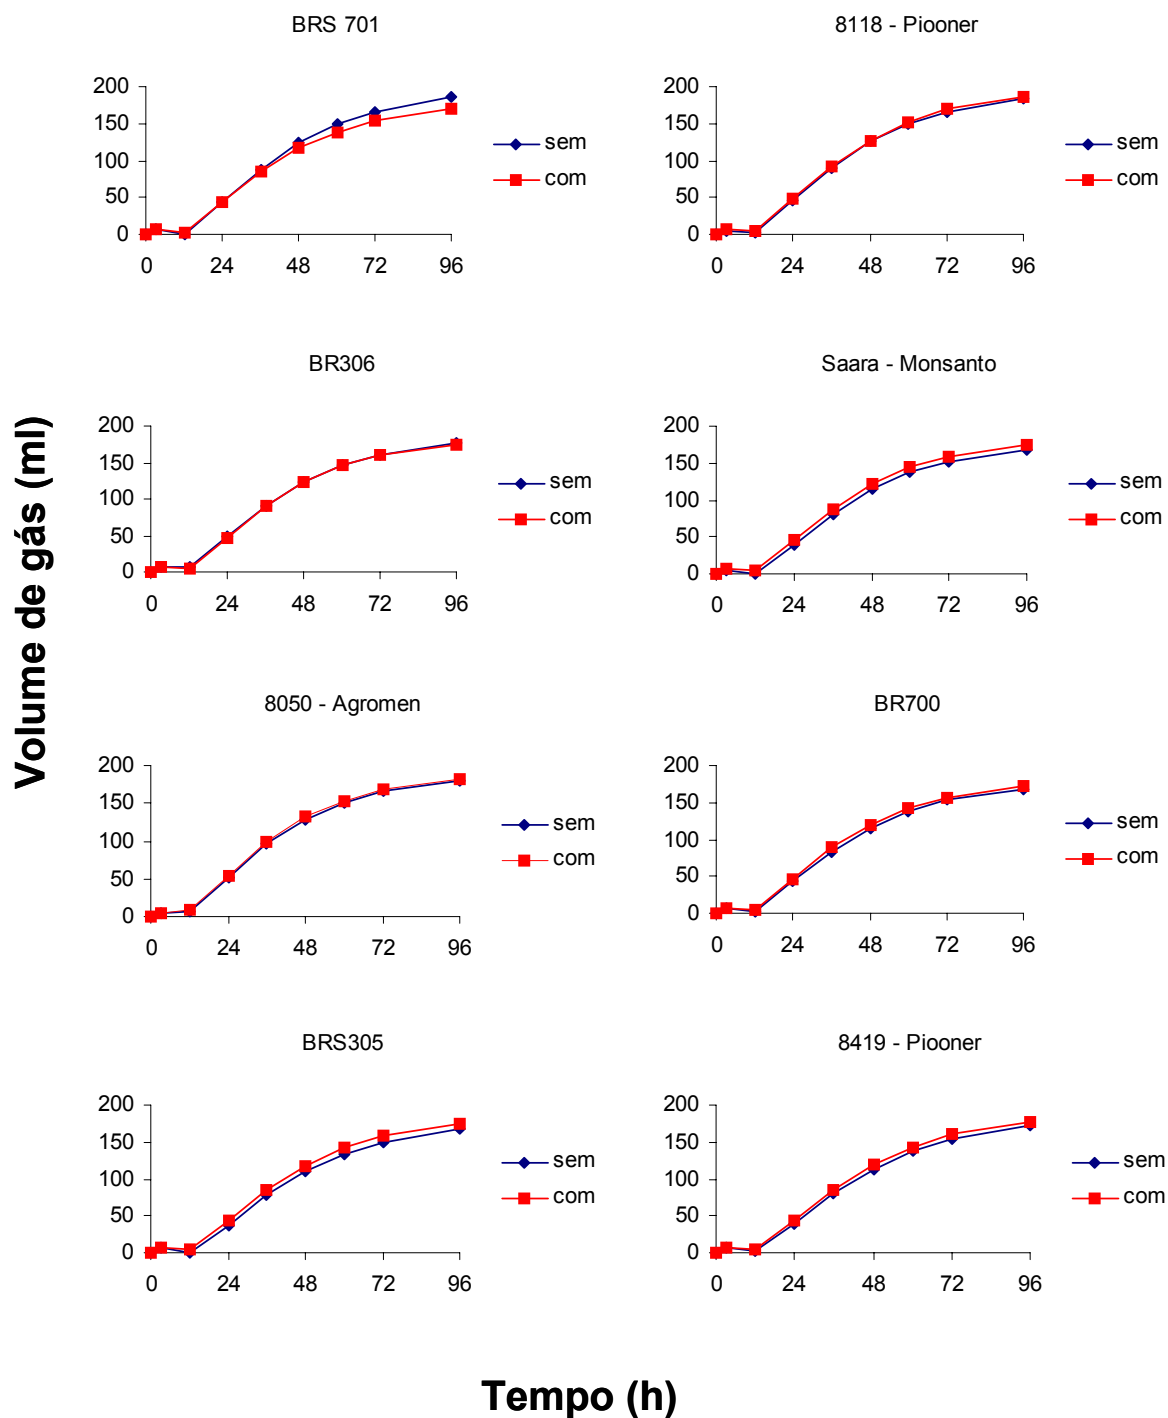 BRS 701
200
150
100
50
0
0 24 48 72 96
sem
com
8118 - Piooner
200
150
100
50
0
0 24 48 72 96
sem
com
BR306
200
150
100
50
0
0 24 48 72 96
sem
com
Saara - Monsanto
200
150
100
50
0
0 24 48 72 96
sem
com
Volume de gás (ml)
8050 - Agromen
200
150
100
50
0
0 24 48 72 96
sem
com
BR700
200
150
100
50
0
0 24 48 72 96
sem
com
BRS305
200
150
100
50
0
0 24 48 72 96
sem
com
8419 - Piooner
200
150
100
50
0
0 24 48 72 96
sem
com
Tempo (h)